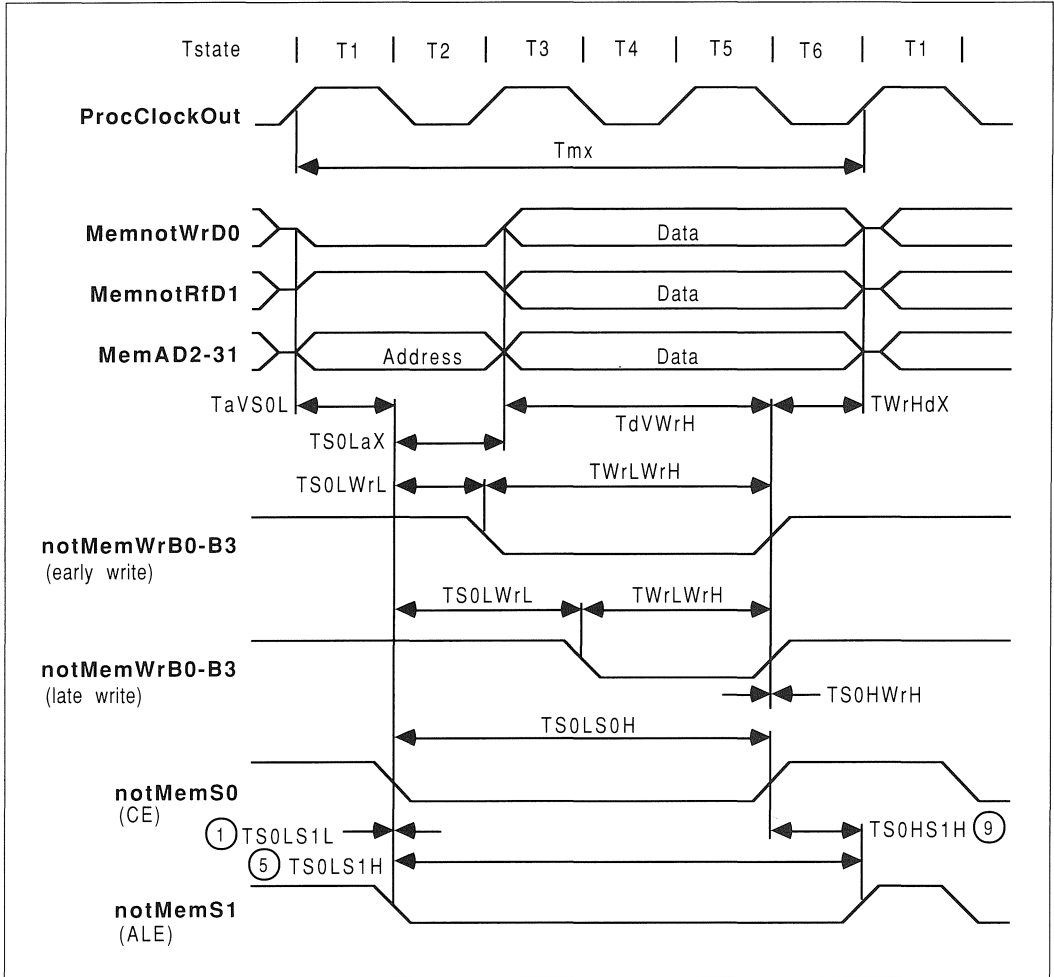 Tstate | T1 | T2 | T3 | T4 | T5 | T6 | T1 |
ProcClockOut
Tmx
MemnotWrD0
Data
MemnotRfD1
Data
MemAD2-31
Address
Data
TaVS0L
TWrHdX
TdVWrH
TS0LaX
TS0LWrL
TWrLWrH
notMemWrB0-B3
(early write)
TS0LWrL
TWrLWrH
notMemWrB0-B3
(late write)
TS0HWrH
TS0LS0H
notMemS0
(CE)
1 TS0LS1L
TS0HS1H 9
5 TS0LS1H
notMemS1
(ALE)